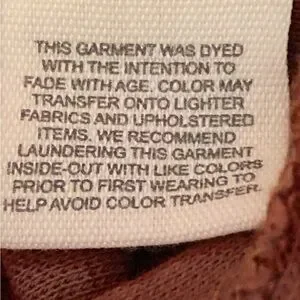 THIS GARMENT WAS DYED
WITH THE INTENTION TO
FADE WITH AGE. COLOR MAY
TRANSFER ONTO LIGHTER
FABRICS AND UPHOLSTERED
ITEMS. WE RECOMMEND
LAUNDERING THIS GARMENT
INSIDE-OUT WITH LIKE COLORS
PRIOR TO FIRST WEARING TO
HELP AVOID COLOR TRANSFER.